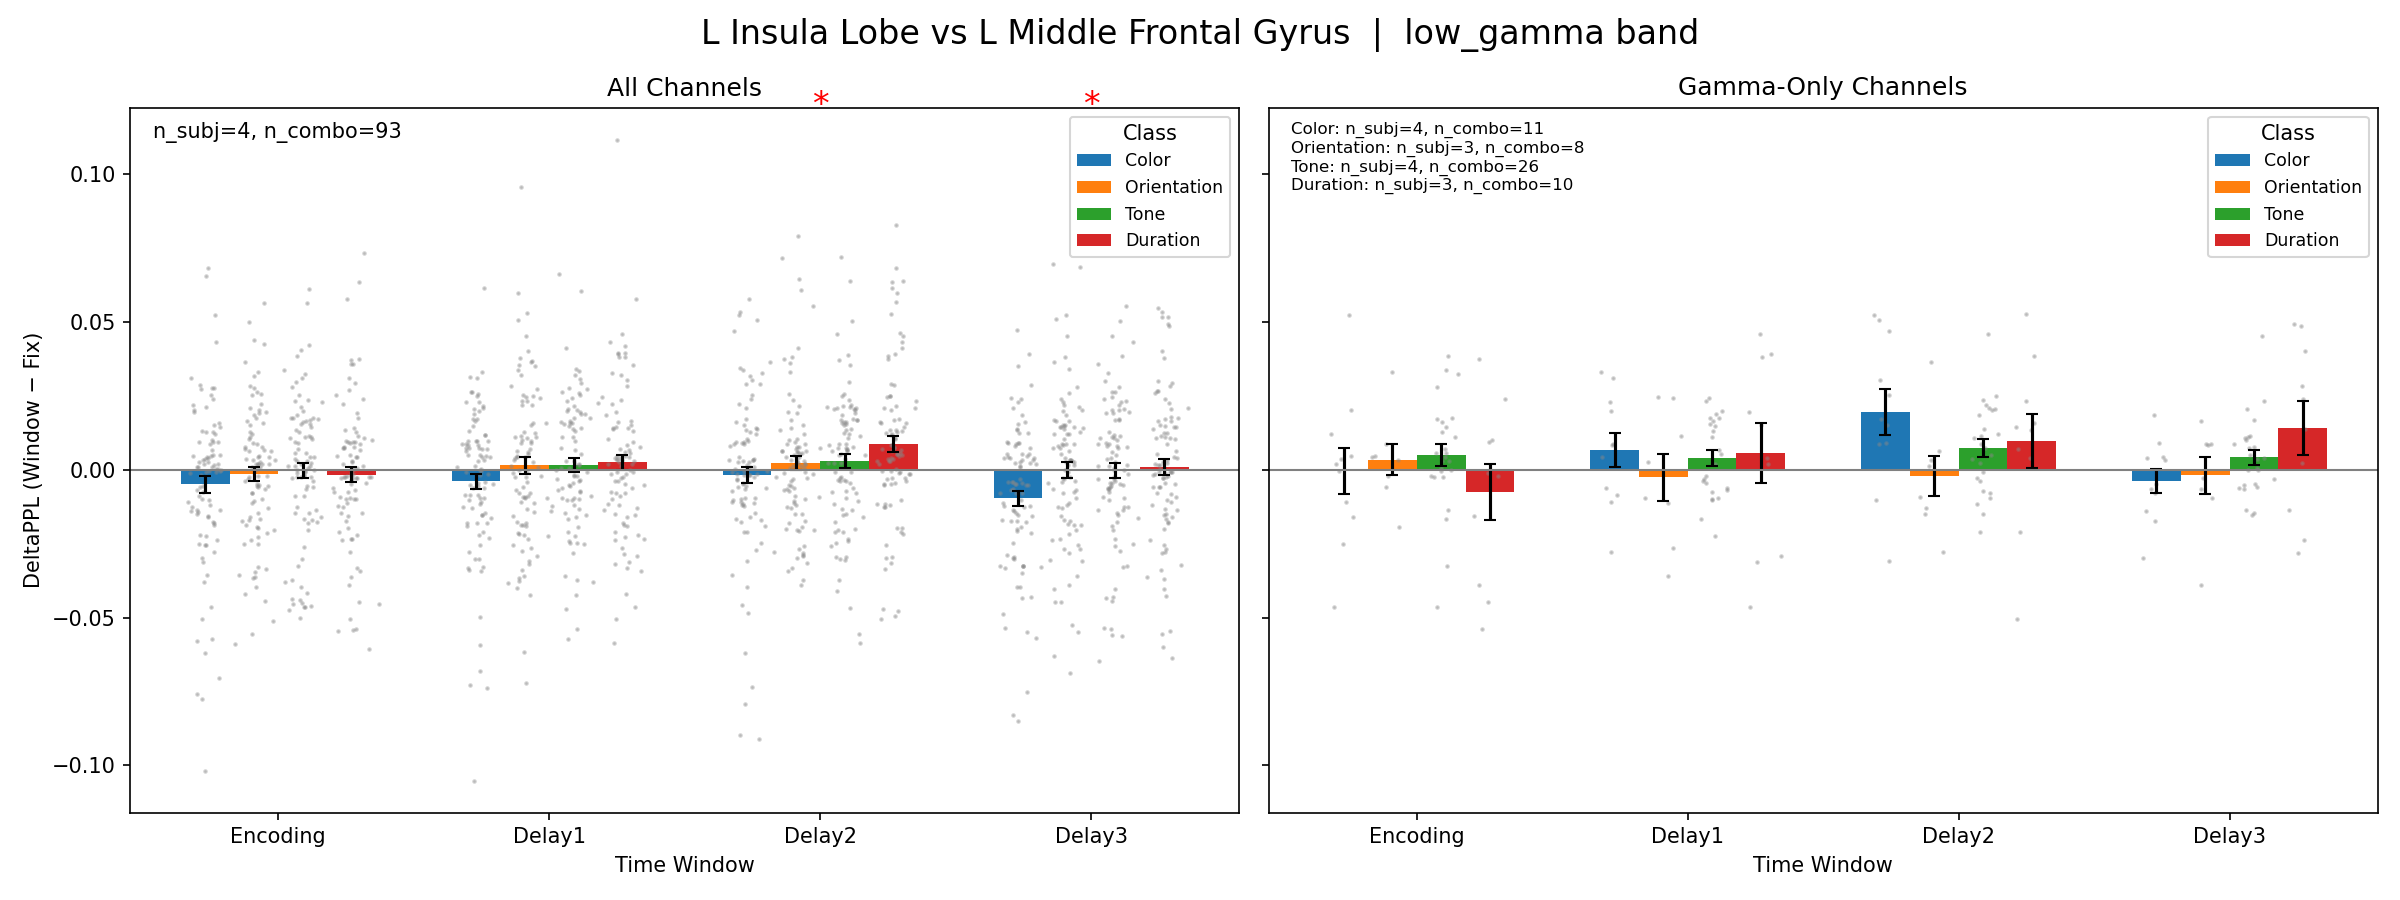 L Insula Lobe vs L Middle Frontal Gyrus | low_gamma band
All Channels
* *
n_subj=4, n_combo=93
Class
Color
Orientation
Tone
Duration
0.10
0.05
0.00
−0.05
−0.10
DeltaPPL (Window − Fix)
Encoding Delay1 Delay2 Delay3
Time Window
Gamma-Only Channels
Color: n_subj=4, n_combo=11
Orientation: n_subj=3, n_combo=8
Tone: n_subj=4, n_combo=26
Duration: n_subj=3, n_combo=10
Class
Color
Orientation
Tone
Duration
Encoding Delay1 Delay2 Delay3
Time Window